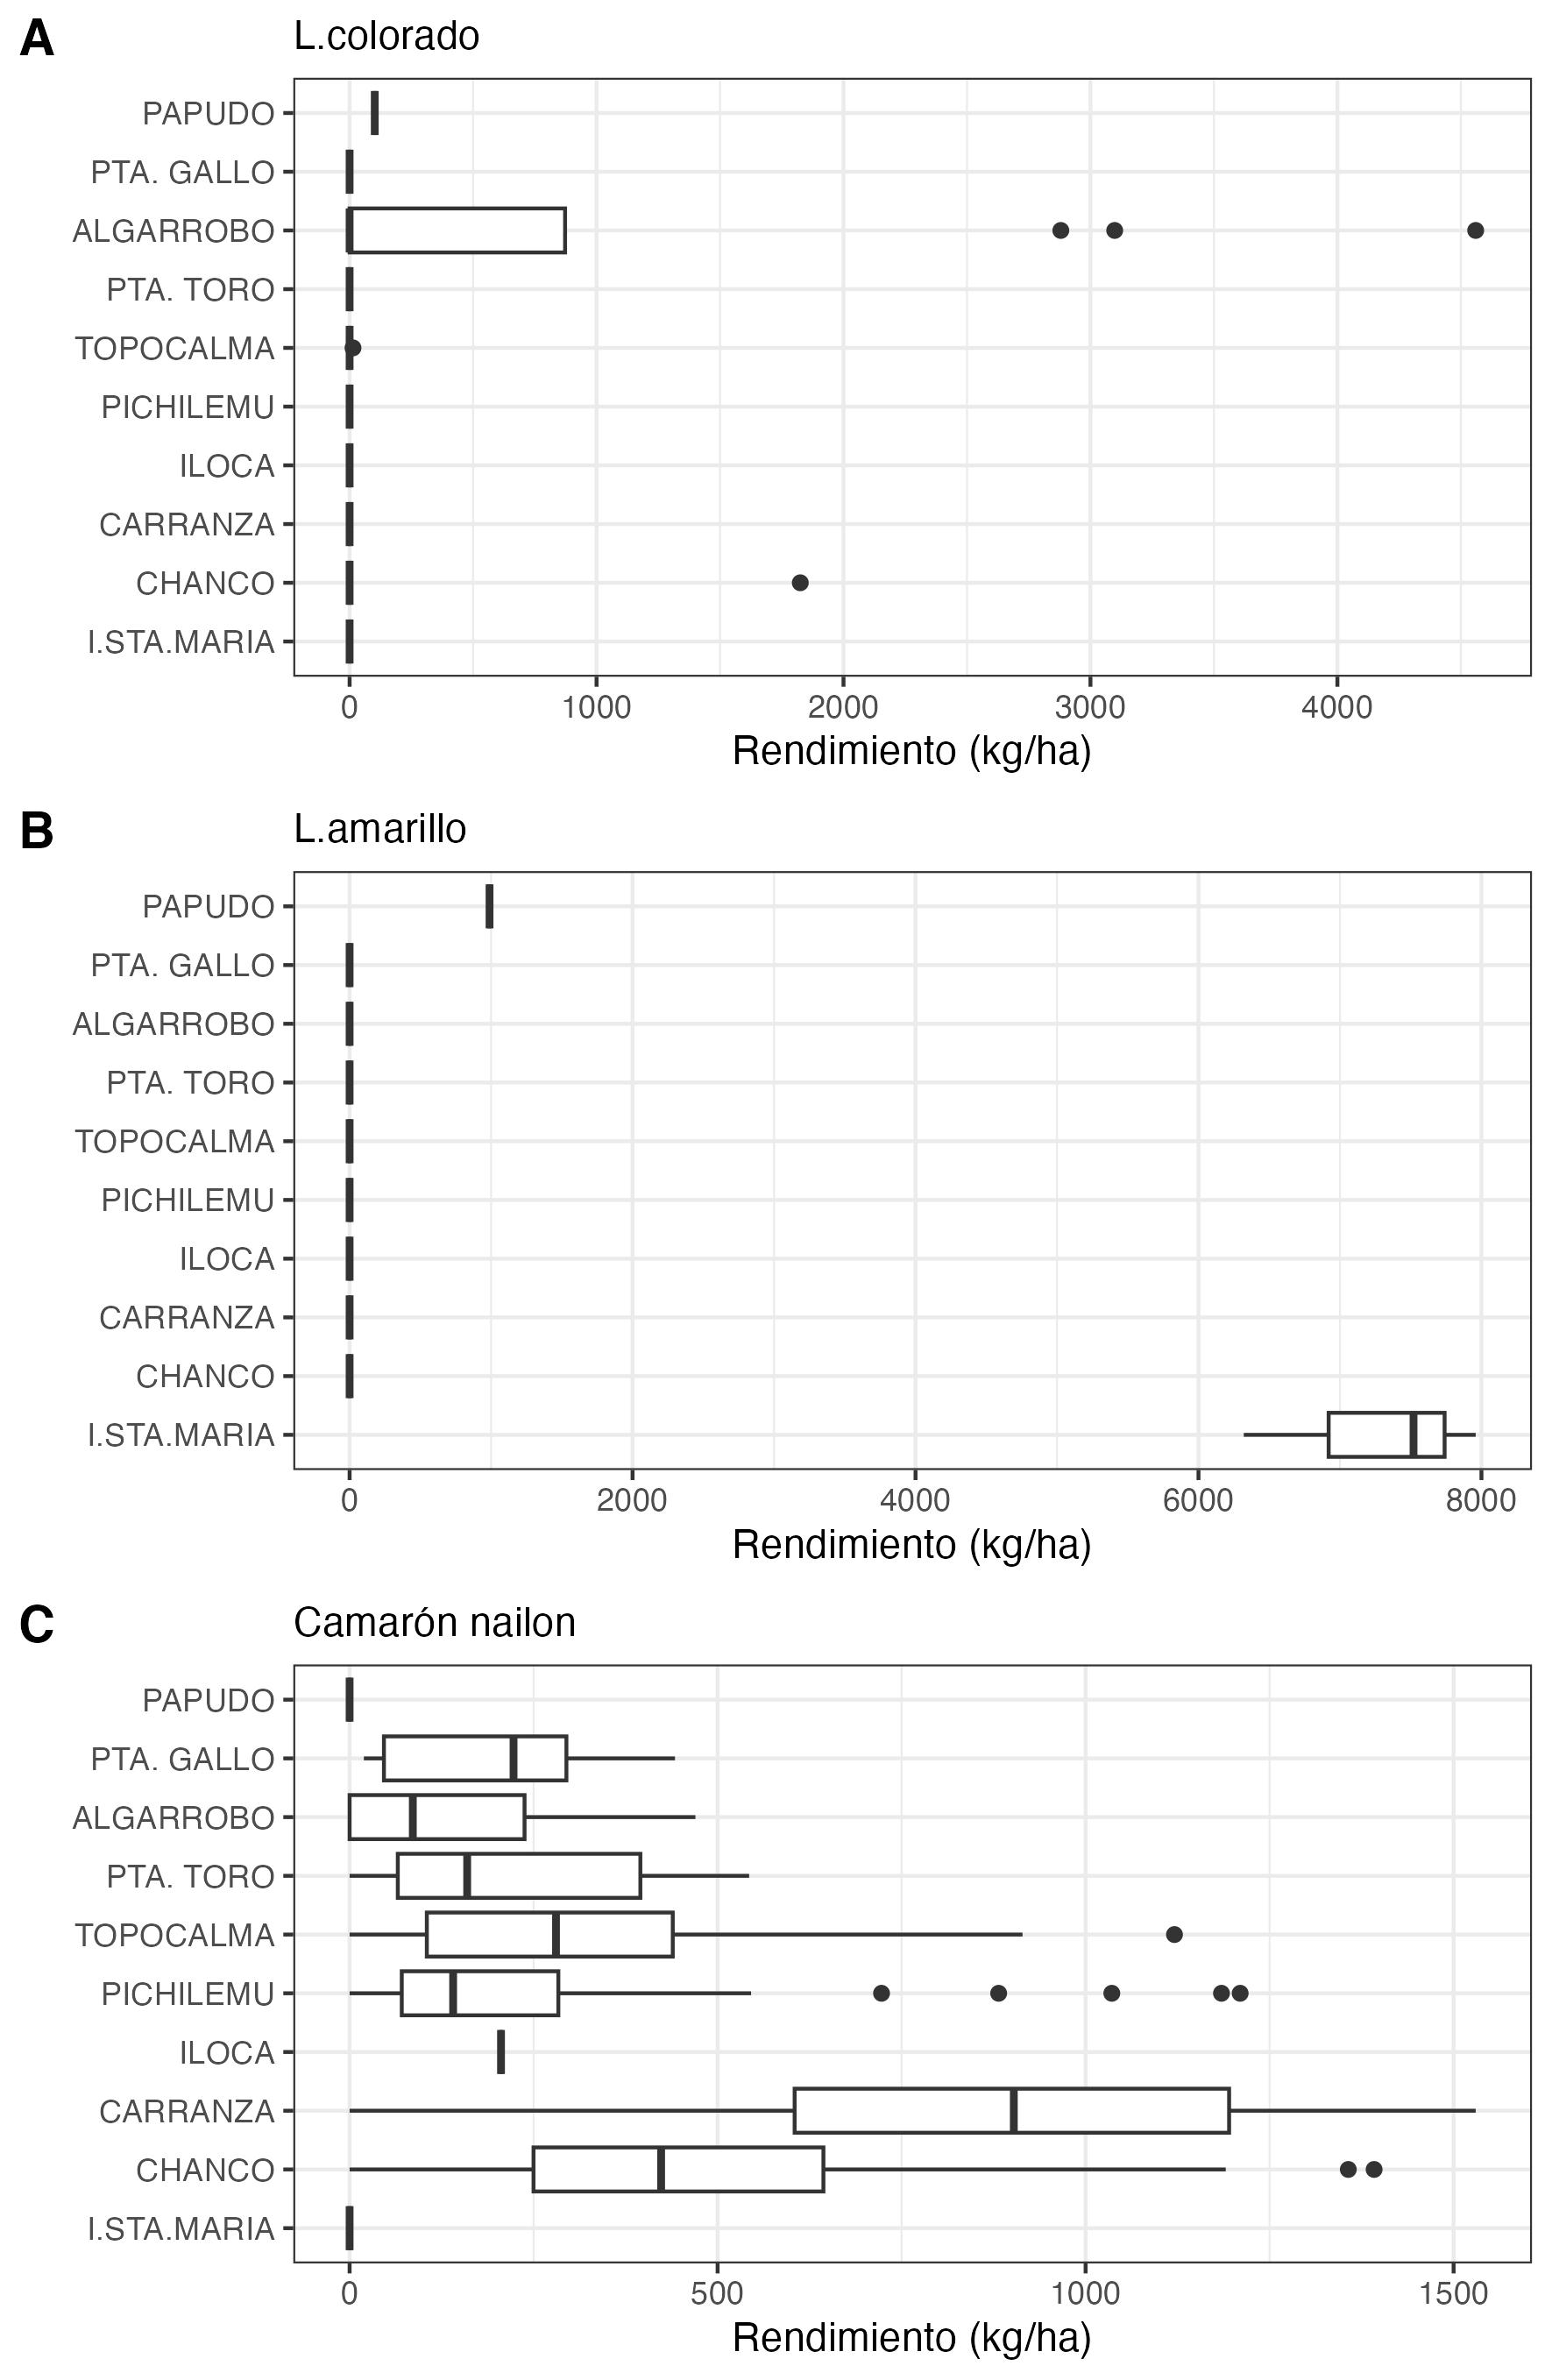 A
L.colorado
PAPUDO
PTA. GALLO
ALGARROBO
PTA. TORO
TOPOCALMA
PICHILEMU
ILOCA
CARRANZA
CHANCO
I.STA.MARIA
0 1000 2000 3000 4000
Rendimiento (kg/ha)
B
L.amarillo
PAPUDO
PTA. GALLO
ALGARROBO
PTA. TORO
TOPOCALMA
PICHILEMU
ILOCA
CARRANZA
CHANCO
I.STA.MARIA
0 2000 4000 6000 8000
Rendimiento (kg/ha)
C
Camarón nailon
PAPUDO
PTA. GALLO
ALGARROBO
PTA. TORO
TOPOCALMA
PICHILEMU
ILOCA
CARRANZA
CHANCO
I.STA.MARIA
0 500 1000 1500
Rendimiento (kg/ha)